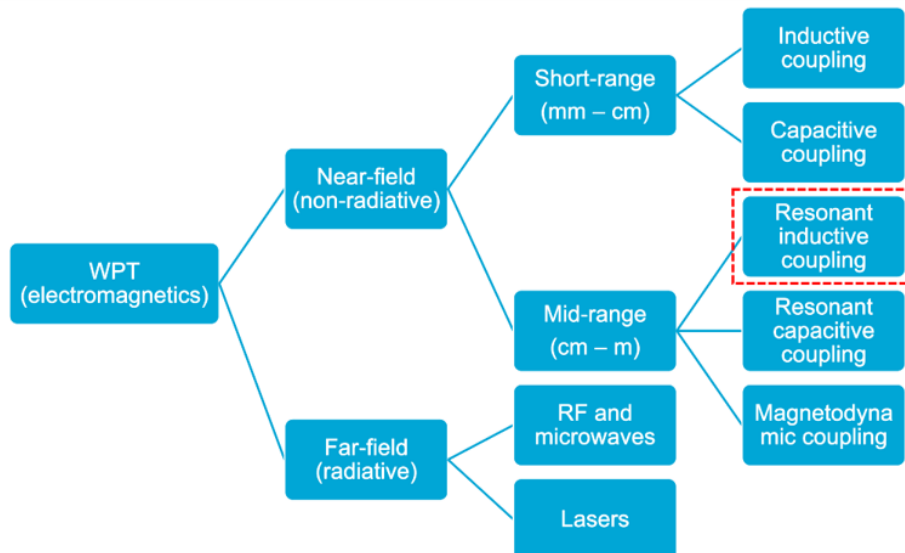 WPT
(electromagnetics)
Near-field
(non-radiative)
Far-field
(radiative)
Short-range
(mm – cm)
Mid-range
(cm – m)
RF and
microwaves
Lasers
Inductive
coupling
Capacitive
coupling
Resonant
inductive
coupling
Resonant
capacitive
coupling
Magnetodyna
mic coupling